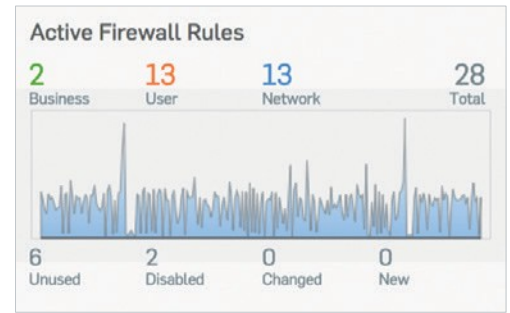 Active Firewall Rules
2 13 13 28
Business User Network Total
6 2 0 0
Unused Disabled Changed New